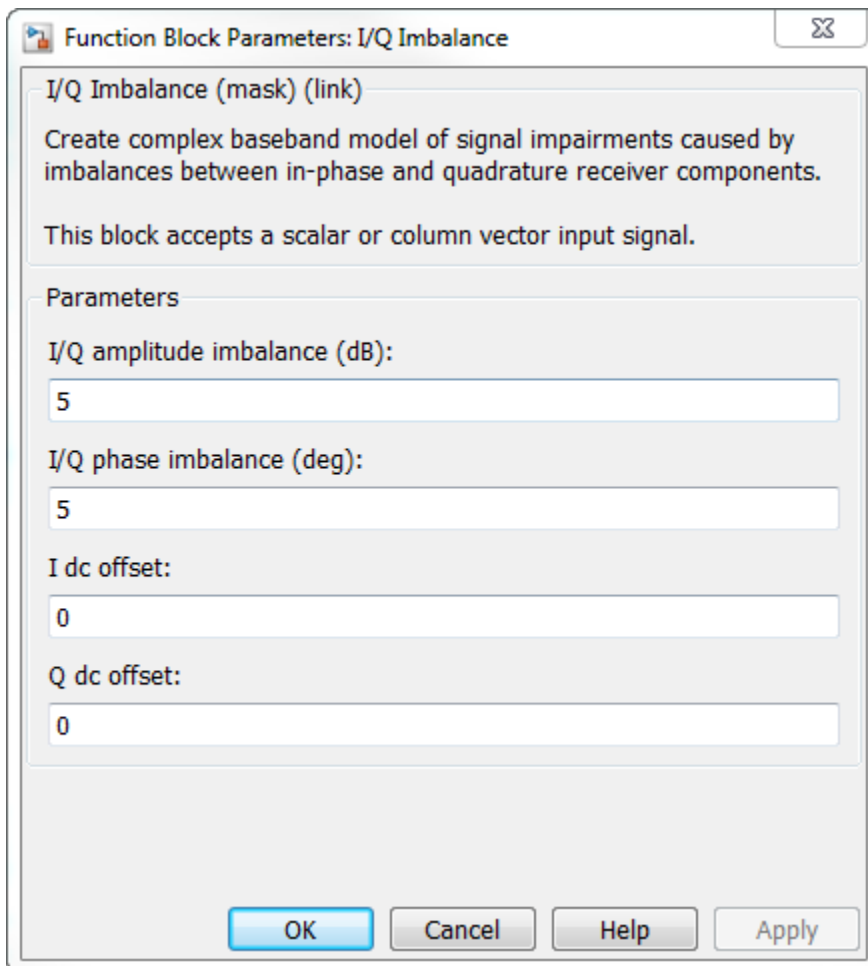 Function Block Parameters: I/Q Imbalance
I/Q Imbalance (mask) (link)
Create complex baseband model of signal impairments caused by
imbalances between in-phase and quadrature receiver components.
This block accepts a scalar or column vector input signal.
Parameters
I/Q amplitude imbalance (dB):
5
I/Q phase imbalance (deg):
5
I dc offset:
0
Q dc offset:
0
OK Cancel Help Apply